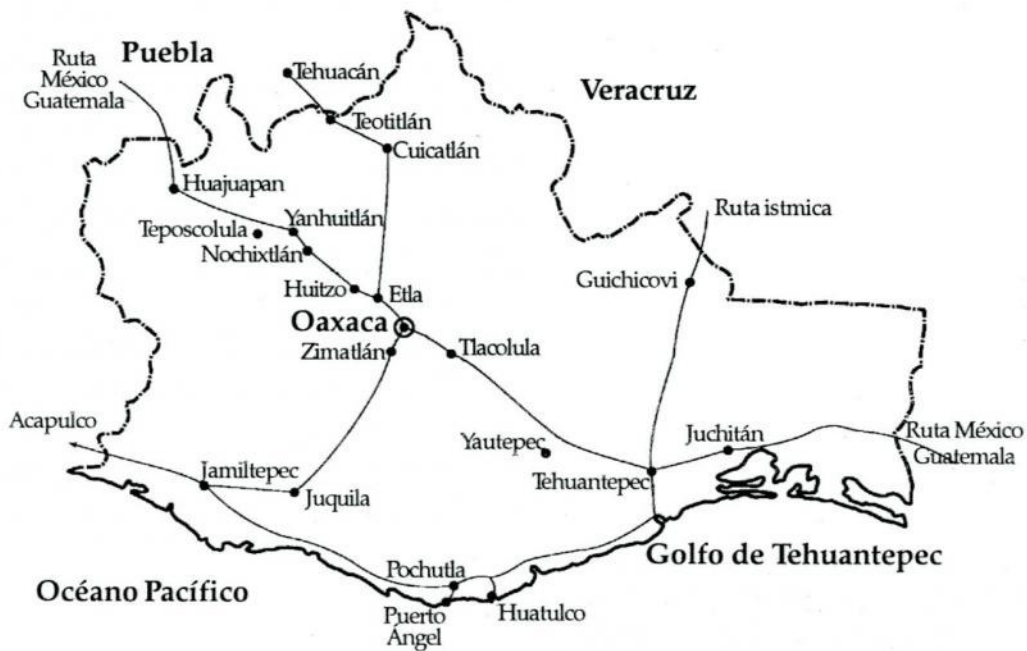 Puebla
Ruta
México
Guatemala
Tehuacán
Veracruz
Teotitlán
Cuicatlán
Huajuapan
Ruta istmica
Teposcolula
Yanhuitlán
Nochixtlán
Guichicovi
Huitzo
Etla
Oaxaca
Zimatlán
Tlacolula
Acapulco
Yautepec
Juchitán
Ruta México
Guatemala
Jamiltepec
Juquila
Tehuantepec
Golfo de Tehuantepec
Océano Pacífico
Pochutla
Puerto
Ángel
Huatulco